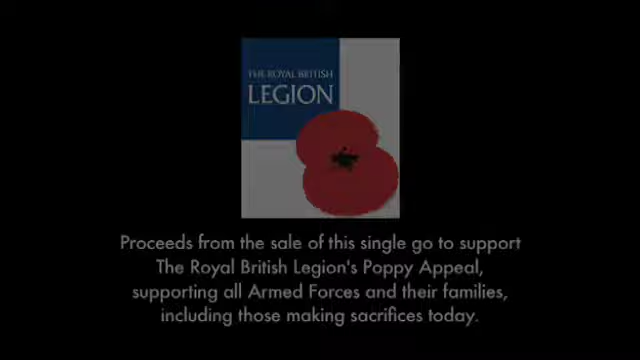 THE ROYAL BRITISH
LEGION
Proceeds from the sale of this single go to support
The Royal British Legion's Poppy Appeal,
supporting all Armed Forces and their families,
including those making sacrifices today.